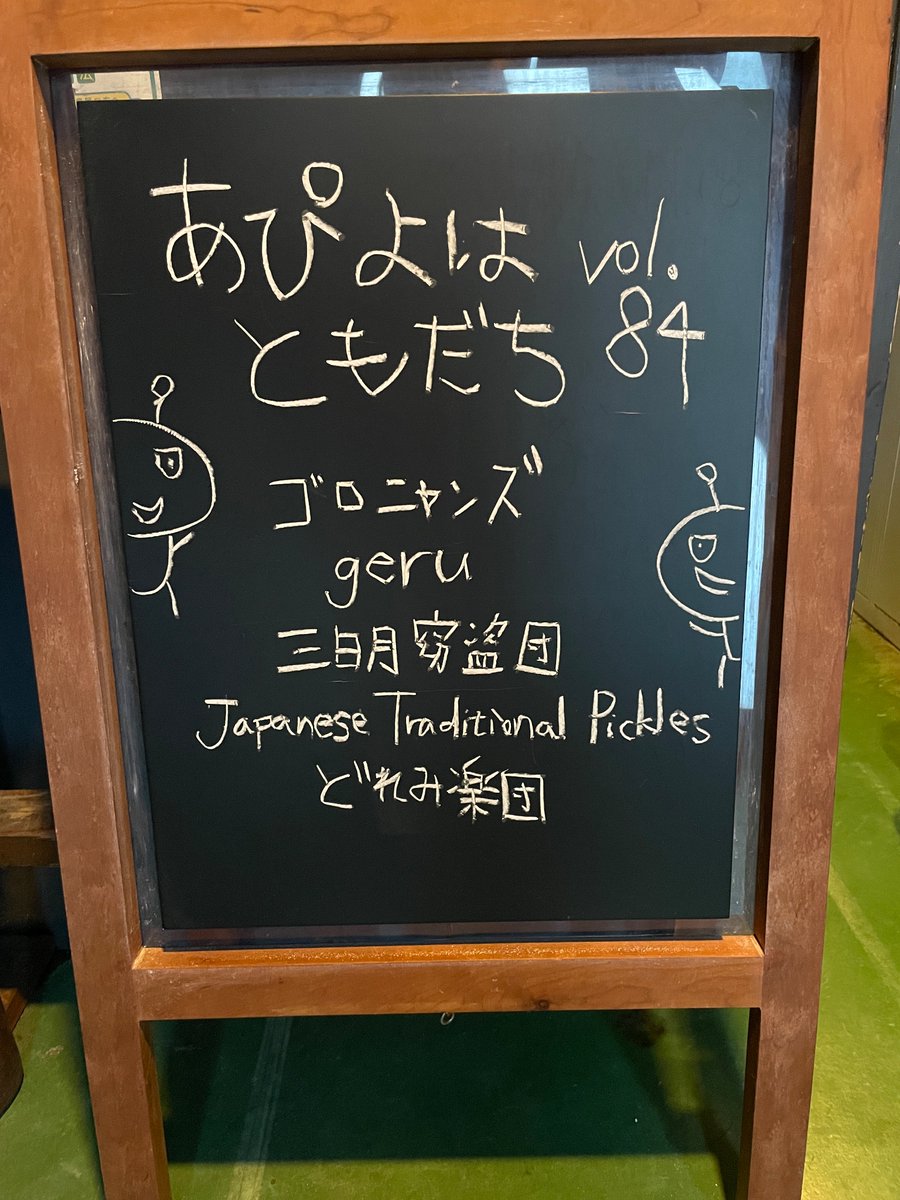 あぴよは vol.
ともだち 84
ゴロニャンズ
geru
三日月窃盗団
Japanese Traditional Pickles
どれみ楽団